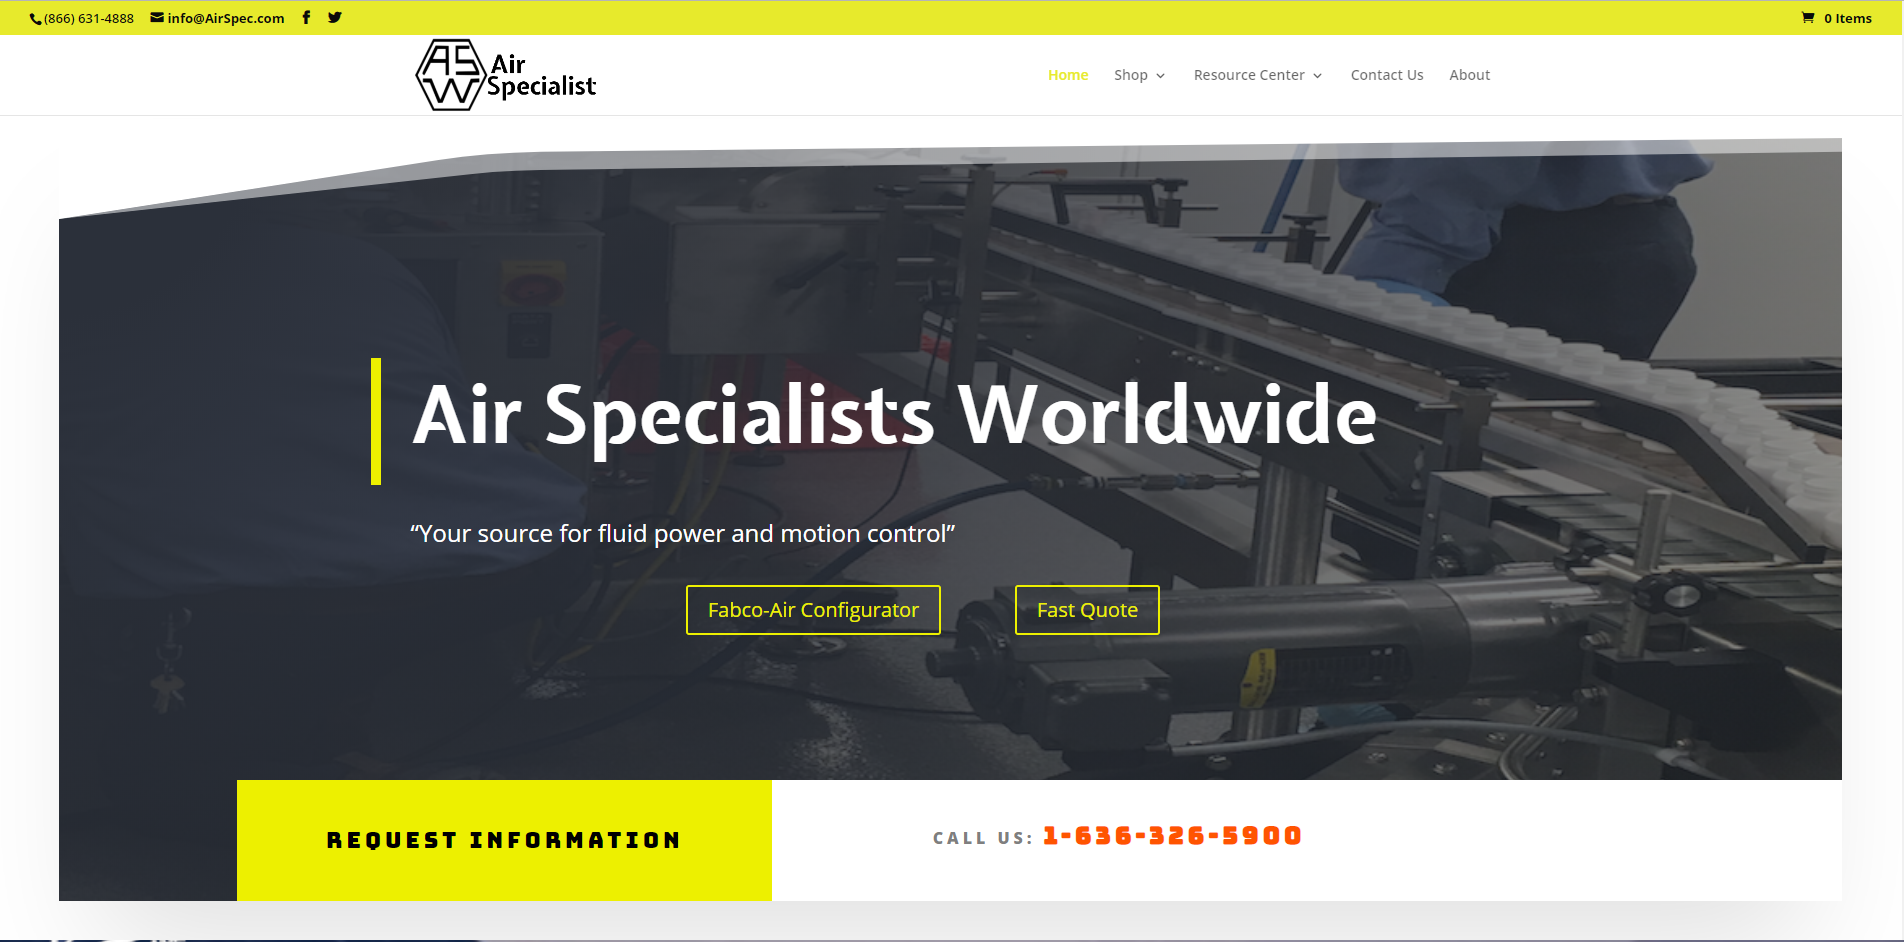 (866) 631-4888 info@AirSpec.com 0 Items
ASW Air
Specialist
Home Shop Resource Center Contact Us About
Air Specialists Worldwide
“Your source for fluid power and motion control”
Fabco-Air Configurator Fast Quote
REQUEST INFORMATION
CALL US: 1-636-326-5900